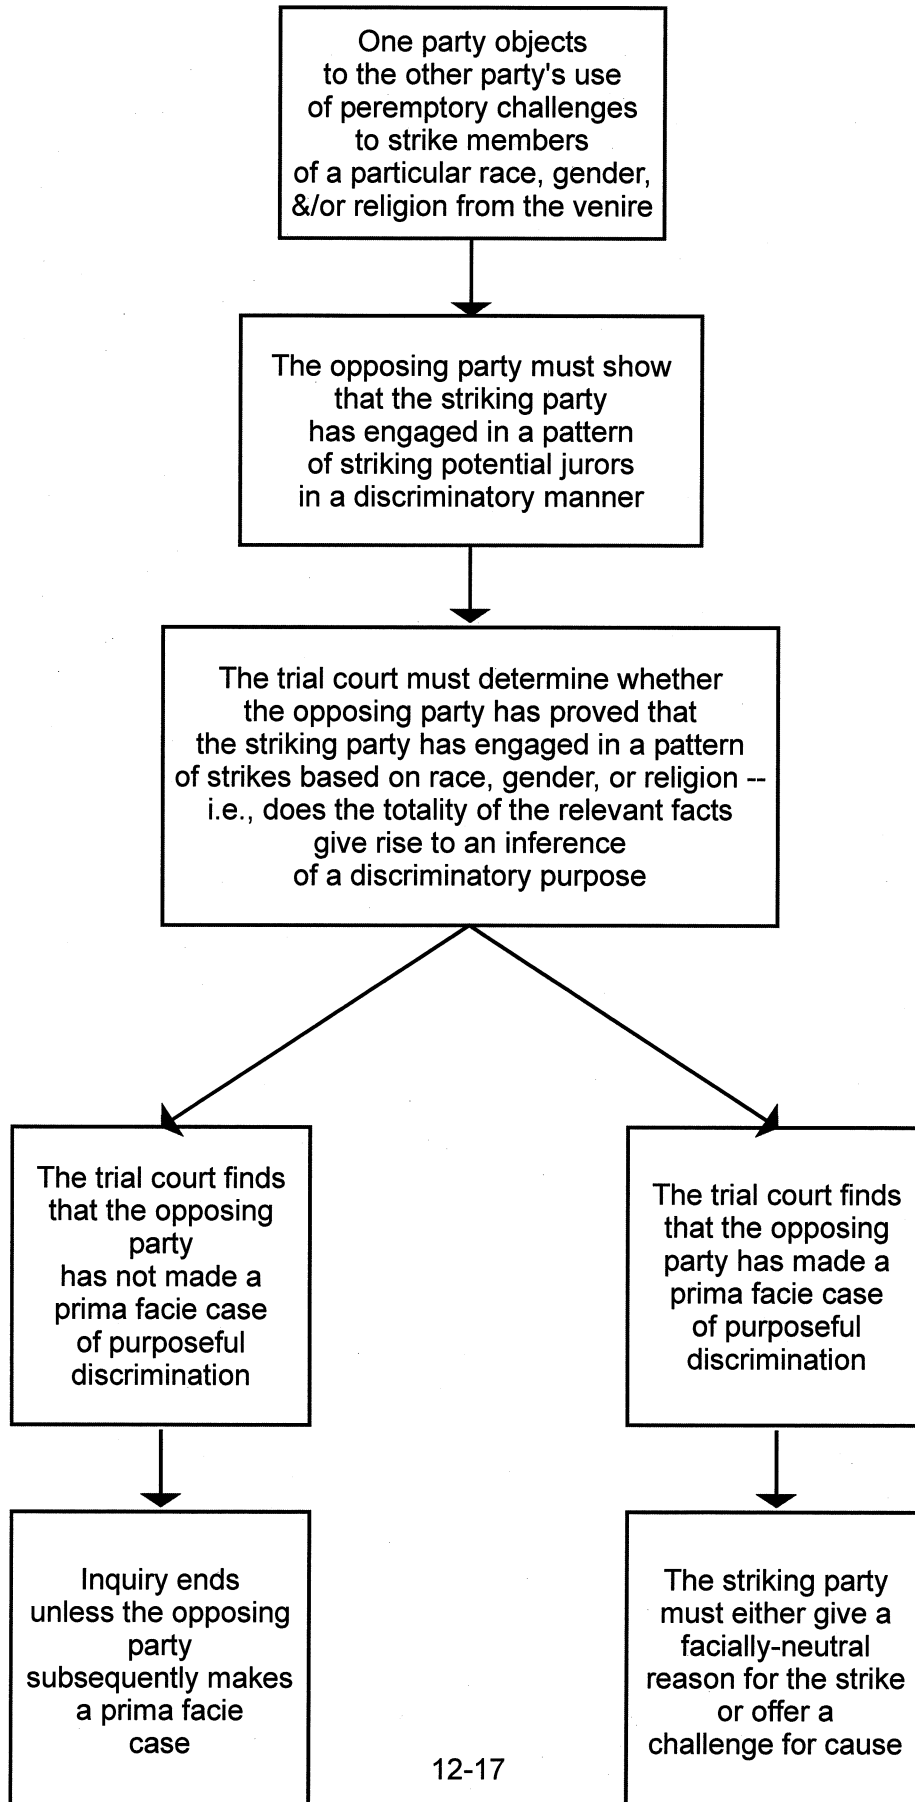 One party objects
to the other party's use
of peremptory challenges
to strike members
of a particular race, gender,
&/or religion from the venire
The opposing party must show
that the striking party
has engaged in a pattern
of striking potential jurors
in a discriminatory manner
The trial court must determine whether
the opposing party has proved that
the striking party has engaged in a pattern
of strikes based on race, gender, or religion --
i.e., does the totality of the relevant facts
give rise to an inference
of a discriminatory purpose
The trial court finds
that the opposing
party
has not made a
prima facie case
of purposeful
discrimination
The trial court finds
that the opposing
party has made a
prima facie case
of purposeful
discrimination
Inquiry ends
unless the opposing
party
subsequently makes
a prima facie
case
The striking party
must either give a
facially-neutral
reason for the strike
or offer a
challenge for cause
12-17